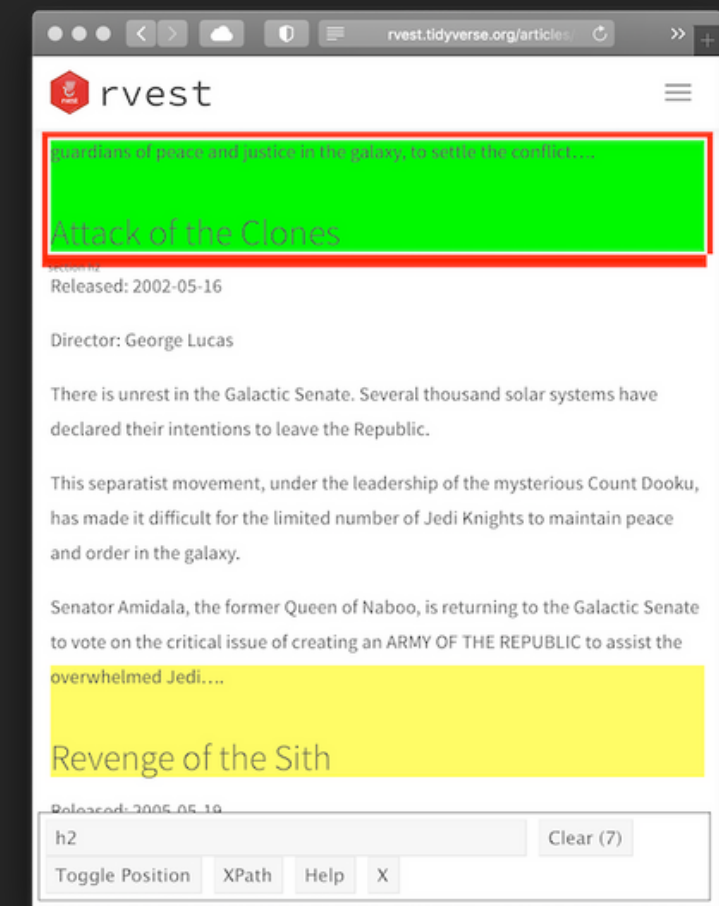 rvest.tidyverse.org/articles/
rvest
guardians of peace and justice in the galaxy, to settle the conflict….
Attack of the Clones
section h2
Released: 2002-05-16
Director: George Lucas
There is unrest in the Galactic Senate. Several thousand solar systems have
declared their intentions to leave the Republic.
This separatist movement, under the leadership of the mysterious Count Dooku,
has made it difficult for the limited number of Jedi Knights to maintain peace
and order in the galaxy.
Senator Amidala, the former Queen of Naboo, is returning to the Galactic Senate
to vote on the critical issue of creating an ARMY OF THE REPUBLIC to assist the
overwhelmed Jedi….
Revenge of the Sith
Released: 2005-05-19
h2 Clear (7)
Toggle Position XPath Help X